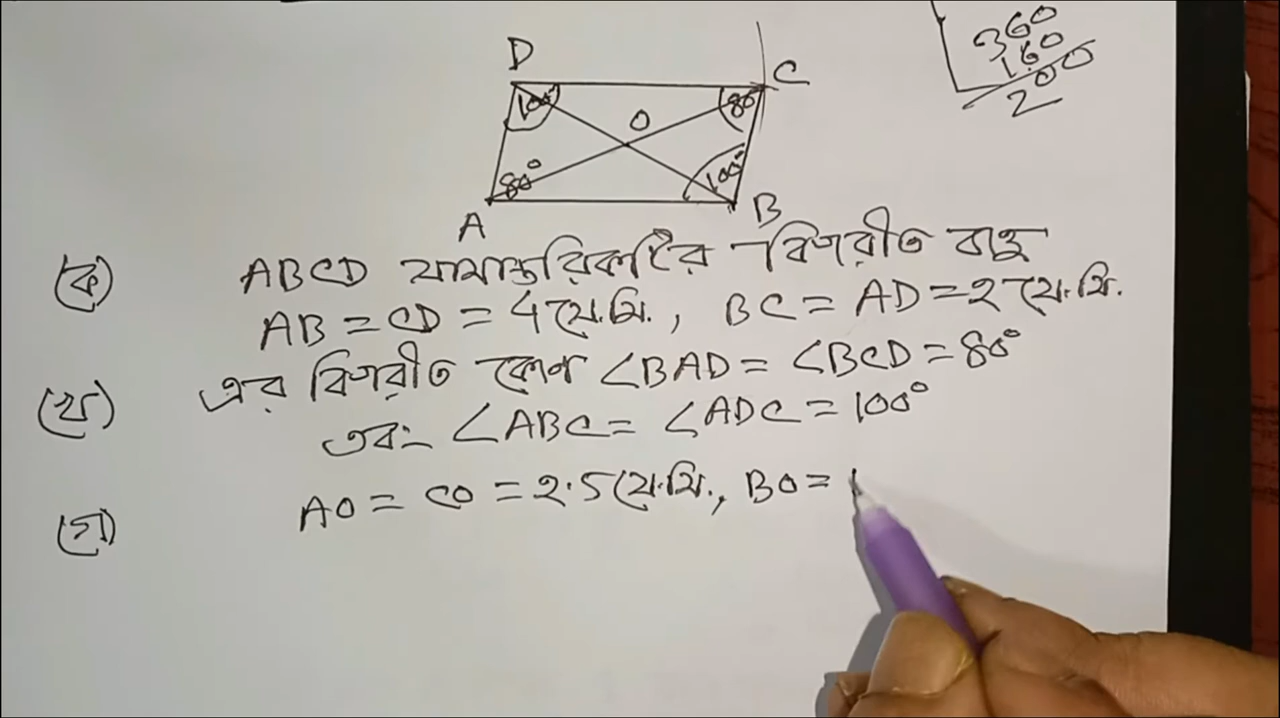 360
160
200
D
C
100°
80°
O
80°
100°
A
B
(ক) ABCD সামান্তরিকটির বিপরীত বাহু
AB = CD = 4 সে.মি., BC = AD = 2 সে.মি.
(খ) এর বিপরীত কোণ ∠BAD = ∠BCD = 80°
এবং ∠ABC = ∠ADC = 100°
(গ) AO = CO = 2.5 সে.মি., BO =